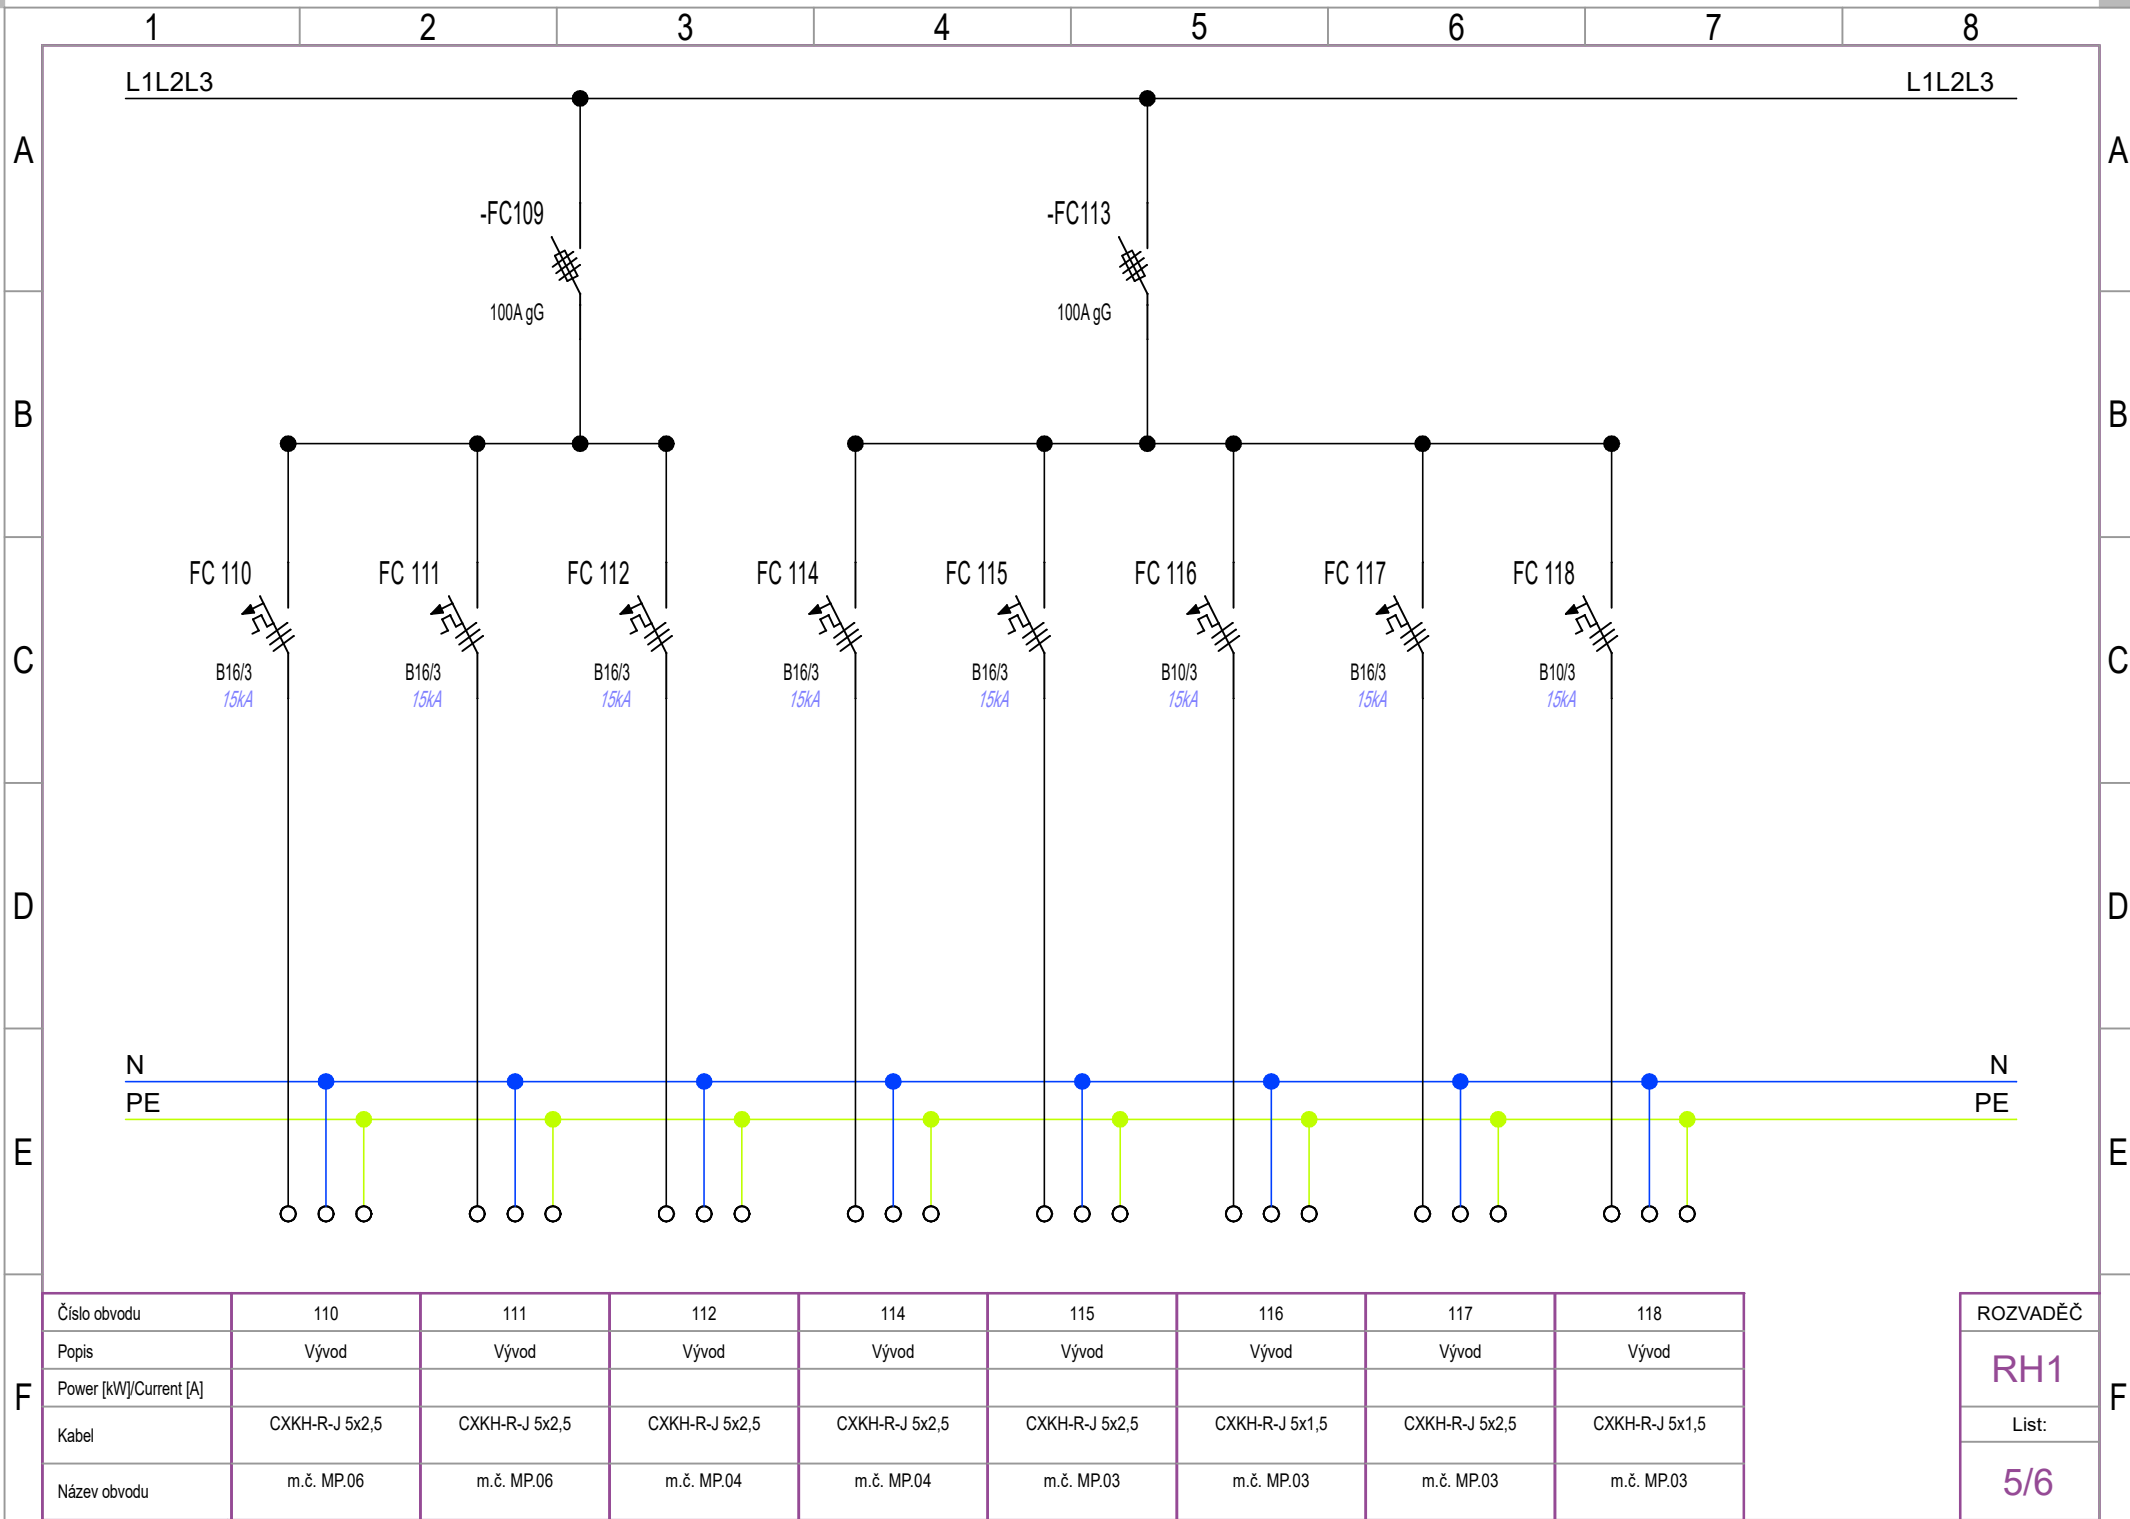 1 2 3 4 5 6 7 8
L1L2L3 L1L2L3
A A
-FC109 -FC113
100A gG 100A gG
B B
FC 110 FC 111 FC 112 FC 114 FC 115 FC 116 FC 117 FC 118
C C
B16/3 B16/3 B16/3 B16/3 B16/3 B10/3 B16/3 B10/3
15kA 15kA 15kA 15kA 15kA 15kA 15kA 15kA
D D
N N
PE PE
E E
Číslo obvodu 110 111 112 114 115 116 117 118 ROZVADĚČ
Popis Vývod Vývod Vývod Vývod Vývod Vývod Vývod Vývod
RH1
Power [kW]/Current [A]
F F
Kabel CXKH-R-J 5x2,5 CXKH-R-J 5x2,5 CXKH-R-J 5x2,5 CXKH-R-J 5x2,5 CXKH-R-J 5x2,5 CXKH-R-J 5x1,5 CXKH-R-J 5x2,5 CXKH-R-J 5x1,5 List:
Název obvodu m.č. MP.06 m.č. MP.06 m.č. MP.04 m.č. MP.04 m.č. MP.03 m.č. MP.03 m.č. MP.03 m.č. MP.03 5/6